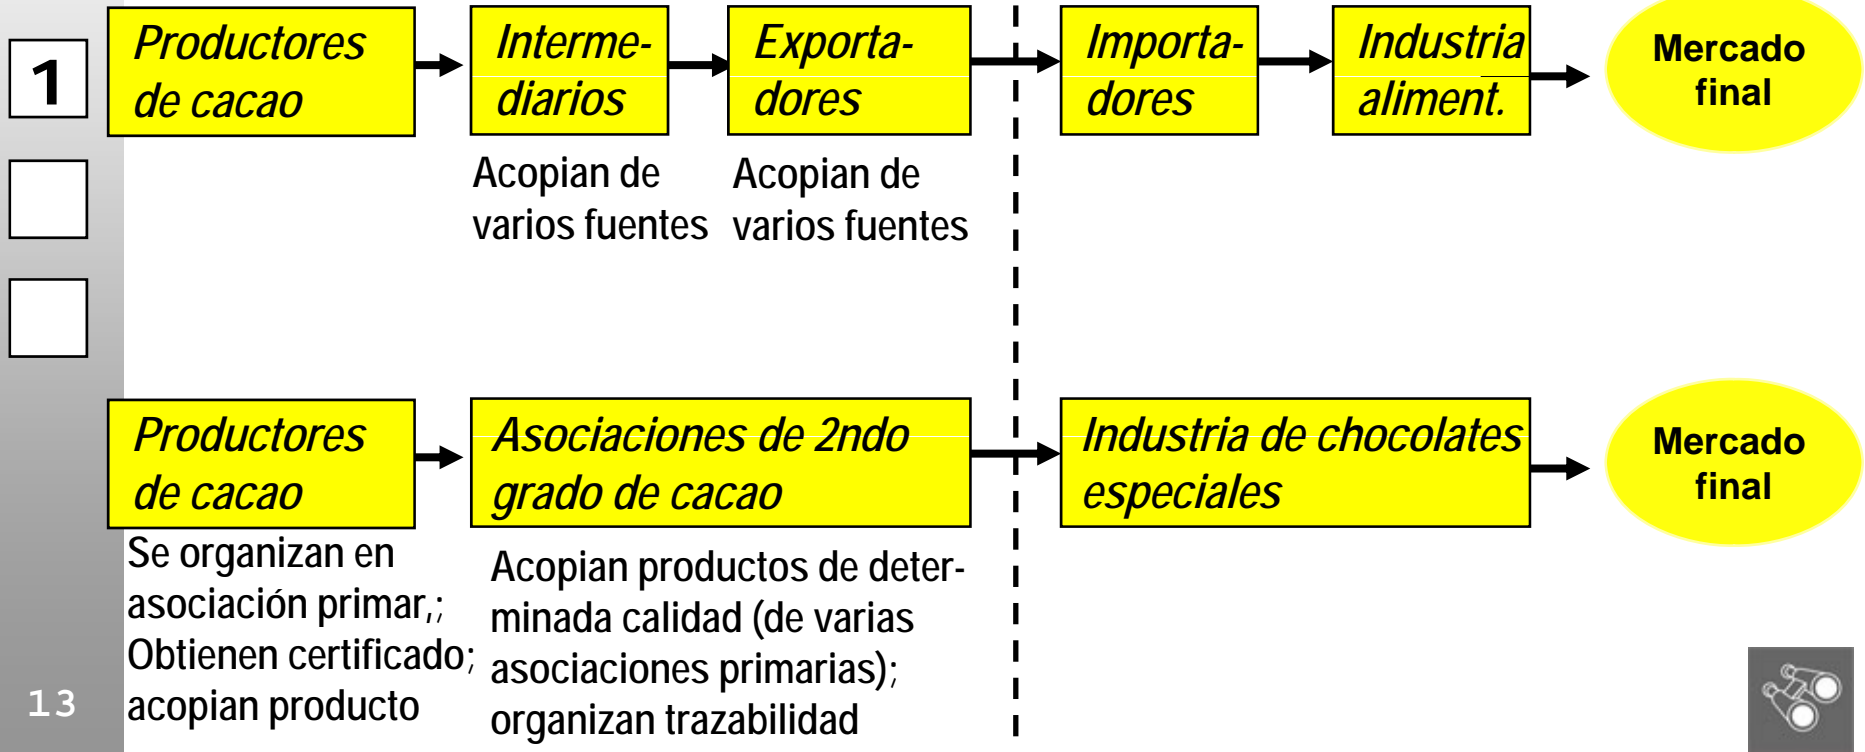 1
Productores
de cacao
Interme-
diarios
Exporta-
dores
Importa-
dores
Industria
aliment.
Mercado
final
Acopian de
varios fuentes
Acopian de
varios fuentes
Productores
de cacao
Asociaciones de 2ndo
grado de cacao
Industria de chocolates
especiales
Mercado
final
Se organizan en
asociación primar,;
Obtienen certificado;
acopian producto
Acopian productos de deter-
minada calidad (de varias
asociaciones primarias);
organizan trazabilidad
13